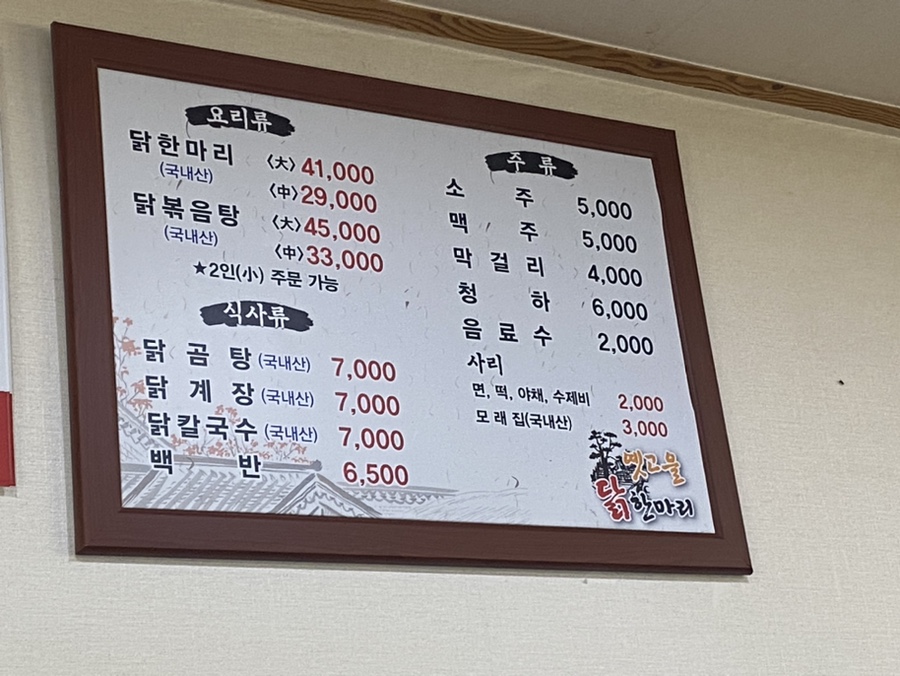 요리류
닭한마리 〈大〉 41,000
(국내산) 〈中〉 29,000
닭볶음탕 〈大〉 45,000
(국내산) 〈中〉 33,000
★2인(小) 주문 가능
식사류
닭곰탕 (국내산) 7,000
닭계장 (국내산) 7,000
닭칼국수 (국내산) 7,000
백반 6,500
주류
소주 5,000
맥주 5,000
막걸리 4,000
청하 6,000
음료수 2,000
사리
면, 떡, 야채, 수제비 2,000
모래집(국내산) 3,000
옛고을
닭한마리